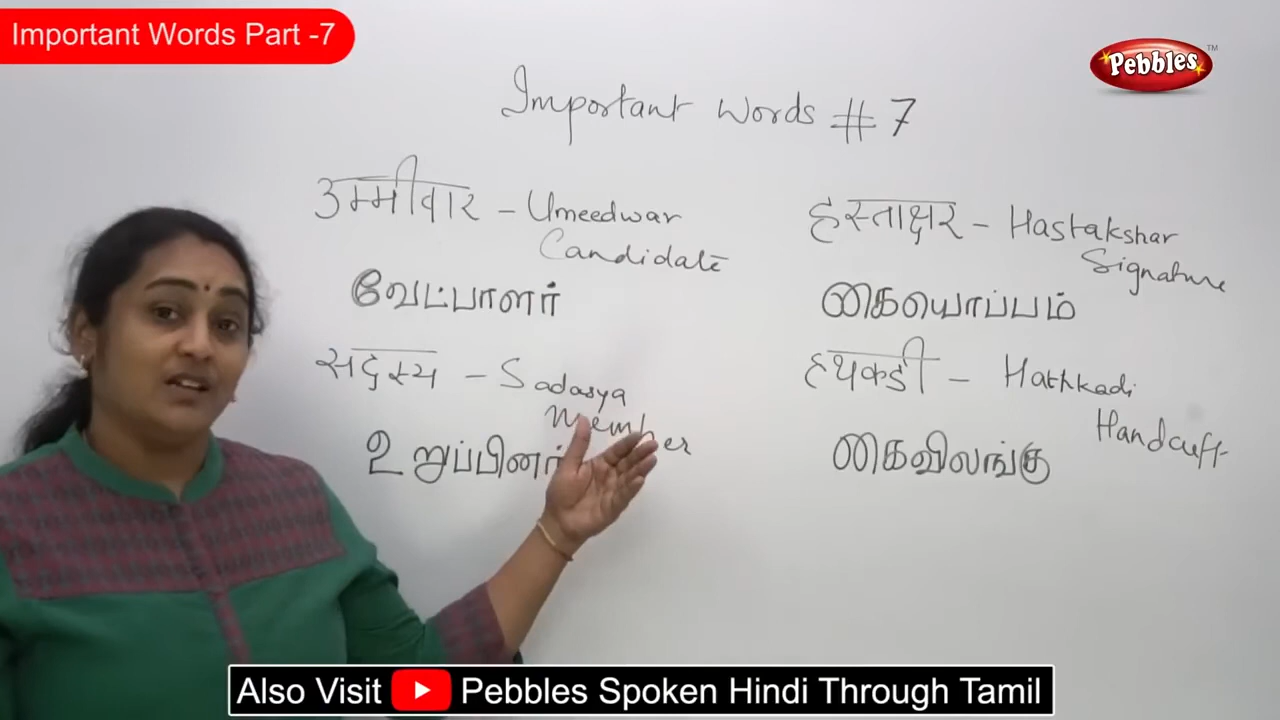 Important Words Part -7
Pebbles TM
Important Words # 7
उम्मीवार - Umeedwar
Candidate
வேட்பாளர்
हस्ताक्षर - Hastakshar
Signature
கையொப்பம்
सदस्य - Sadasya
Member
உறுப்பினர்
हथकडी - Hathkadi
Handcuff
கைவிலங்கு
Also Visit Pebbles Spoken Hindi Through Tamil